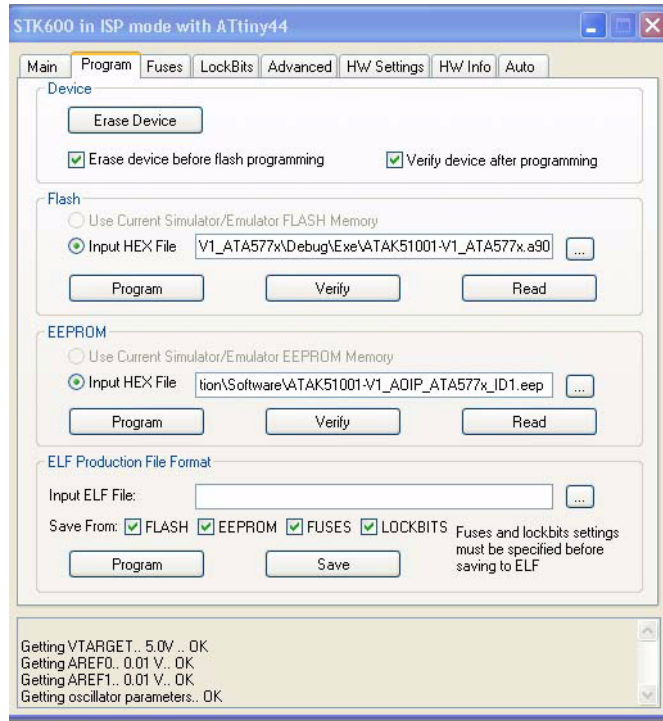 STK600 in ISP mode with ATtiny44
Main Program Fuses LockBits Advanced HW Settings HW Info Auto
Device
Erase Device
Erase device before flash programming Verify device after programming
Flash
Use Current Simulator/Emulator FLASH Memory
Input HEX File V1_ATA577x\Debug\Exe\ATAK51001-V1_ATA577x.a90 ...
Program Verify Read
EEPROM
Use Current Simulator/Emulator EEPROM Memory
Input HEX File tion\Software\ATAK51001-V1_AOIP_ATA577x_ID1.eep ...
Program Verify Read
ELF Production File Format
Input ELF File: ...
Save From: FLASH EEPROM FUSES LOCKBITS Fuses and lockbits settings
must be specified before
saving to ELF
Program Save
Getting VTARGET.. 5.0V .. OK
Getting AREF0.. 0.01 V.. OK
Getting AREF1.. 0.01 V.. OK
Getting oscillator parameters.. OK